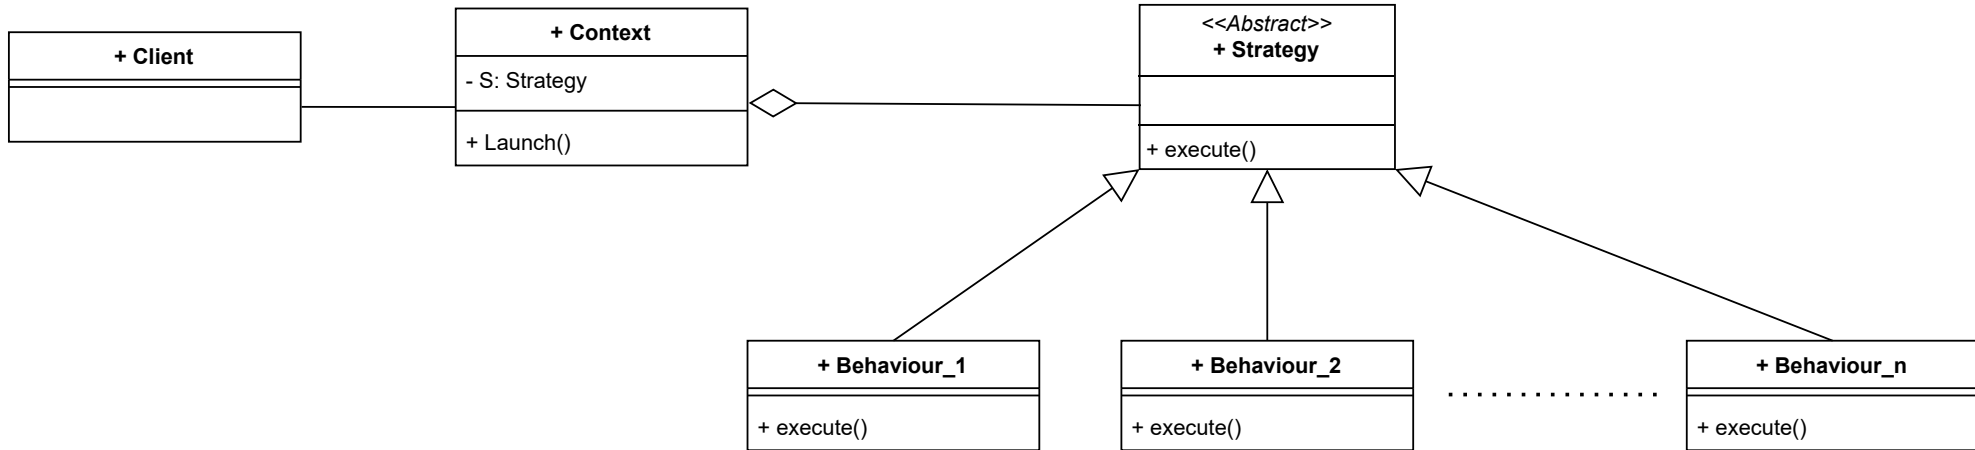 + Client
+ Context
- S: Strategy
+ Launch()
<<Abstract>>
+ Strategy
+ execute()
+ Behaviour_1
+ execute()
+ Behaviour_2
+ execute()
+ Behaviour_n
+ execute()